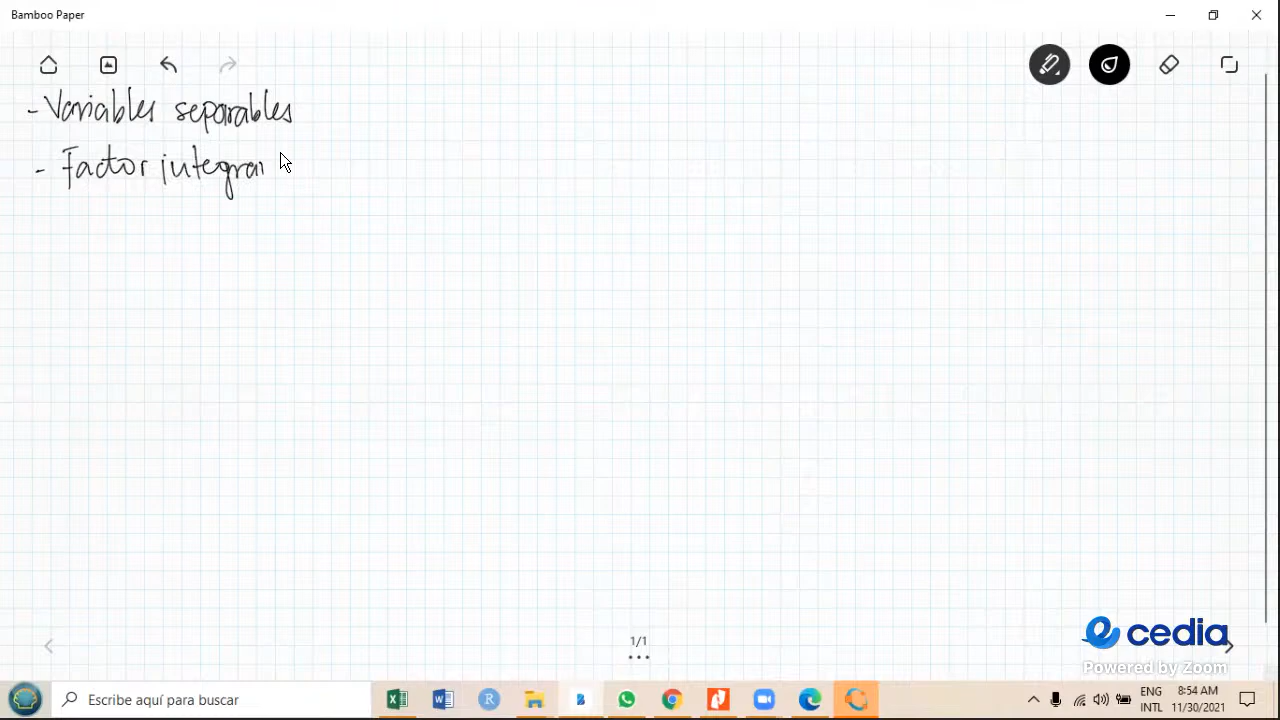 Bamboo Paper
- Variables separables
- Factor integrai
1/1
cedia
Powered by Zoom
Escribe aquí para buscar
ENG
INTL
8:54 AM
11/30/2021